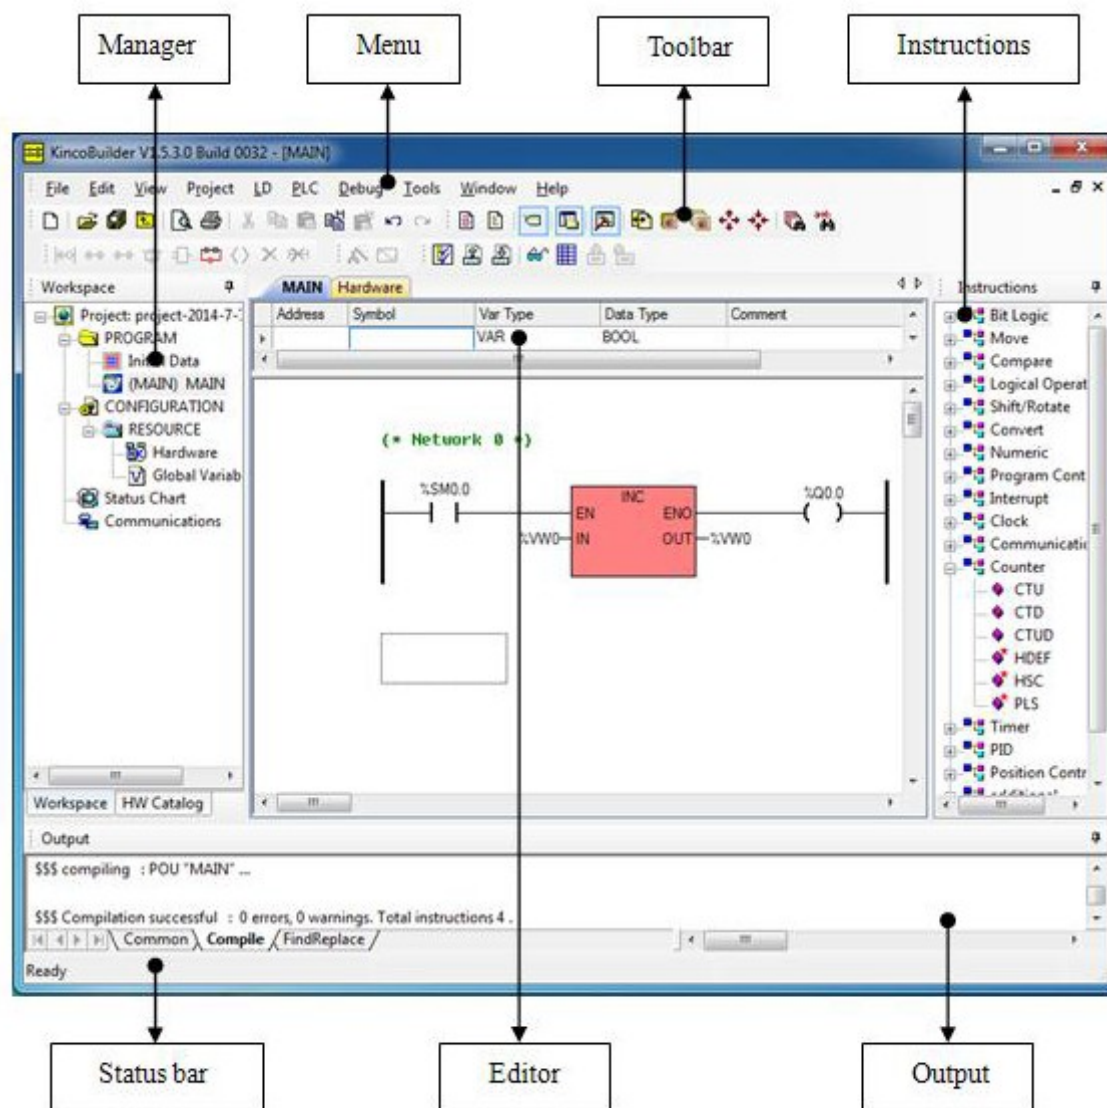 Manager
Menu
Toolbar
Instructions
KincoBuilder V1.5.3.0 Build 0032 - [MAIN]
File Edit View Project LD PLC Debug Tools Window Help
Workspace
Project: project-2014-7-
PROGRAM
Initial Data
(MAIN) MAIN
CONFIGURATION
RESOURCE
Hardware
Global Variab
Status Chart
Communications
Workspace HW Catalog
MAIN Hardware
Address Symbol Var Type Data Type Comment
VAR BOOL
(* Network 0 *)
%SM0.0
INC
%Q0.0
EN ENO
%VW0 IN OUT %VW0
Instructions
Bit Logic
Move
Compare
Logical Operat
Shift/Rotate
Convert
Numeric
Program Cont
Interrupt
Clock
Communicatic
Counter
CTU
CTD
CTUD
HDEF
HSC
PLS
Timer
PID
Position Contr
Output
$$$ compiling : POU "MAIN" ...
$$$ Compilation successful : 0 errors, 0 warnings. Total instructions 4 .
Common Compile FindReplace
Ready
Status bar
Editor
Output